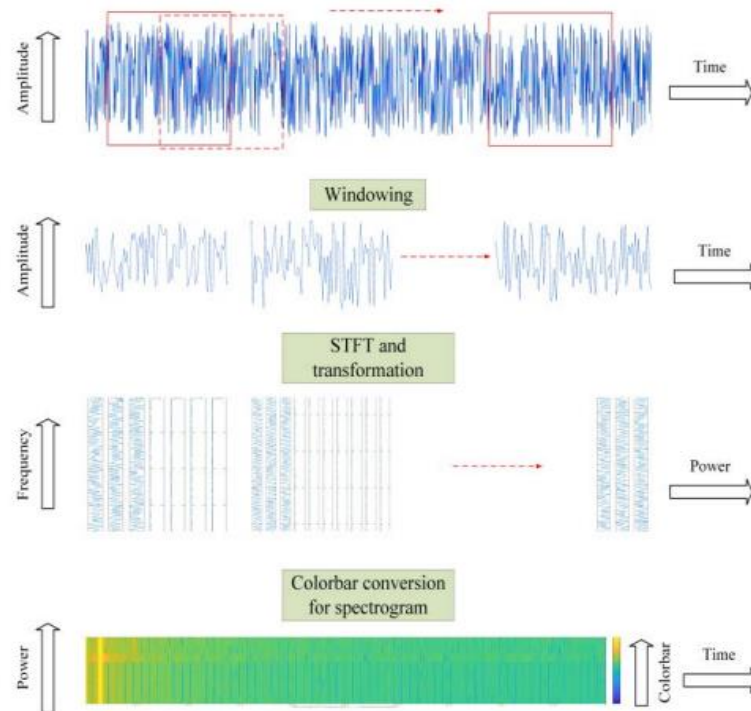 Amplitude
Time
Windowing
Amplitude
Time
STFT and
transformation
Frequency
Power
Colorbar conversion
for spectrogram
Power
Colorbar
Time